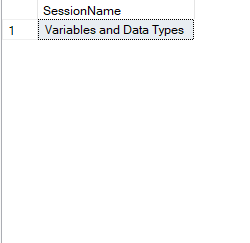 SessionName
1 Variables and Data Types